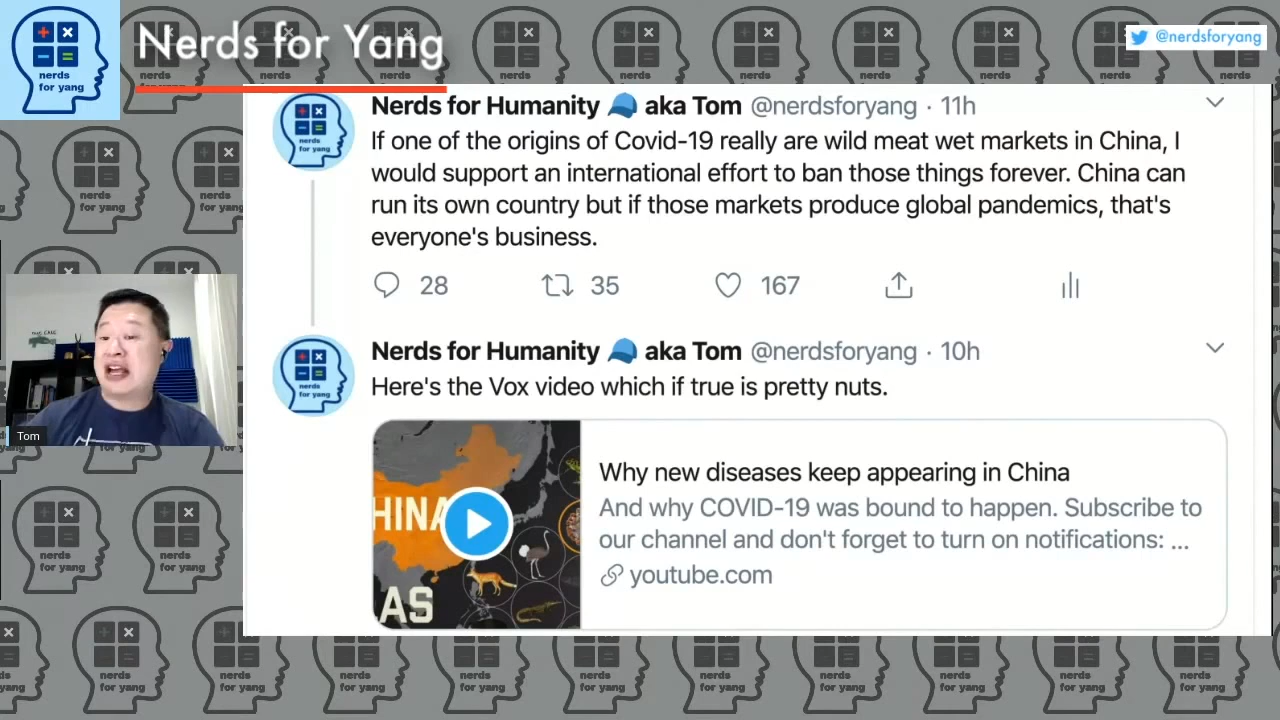 Nerds for Yang
@nerdsforyang
nerds
for yang
Nerds for Humanity 🧢 aka Tom @nerdsforyang · 11h
If one of the origins of Covid-19 really are wild meat wet markets in China, I
would support an international effort to ban those things forever. China can
run its own country but if those markets produce global pandemics, that's
everyone's business.
28 35 167
Nerds for Humanity 🧢 aka Tom @nerdsforyang · 10h
Here's the Vox video which if true is pretty nuts.
HINA
AS
Why new diseases keep appearing in China
And why COVID-19 was bound to happen. Subscribe to
our channel and don't forget to turn on notifications: ...
youtube.com
Tom